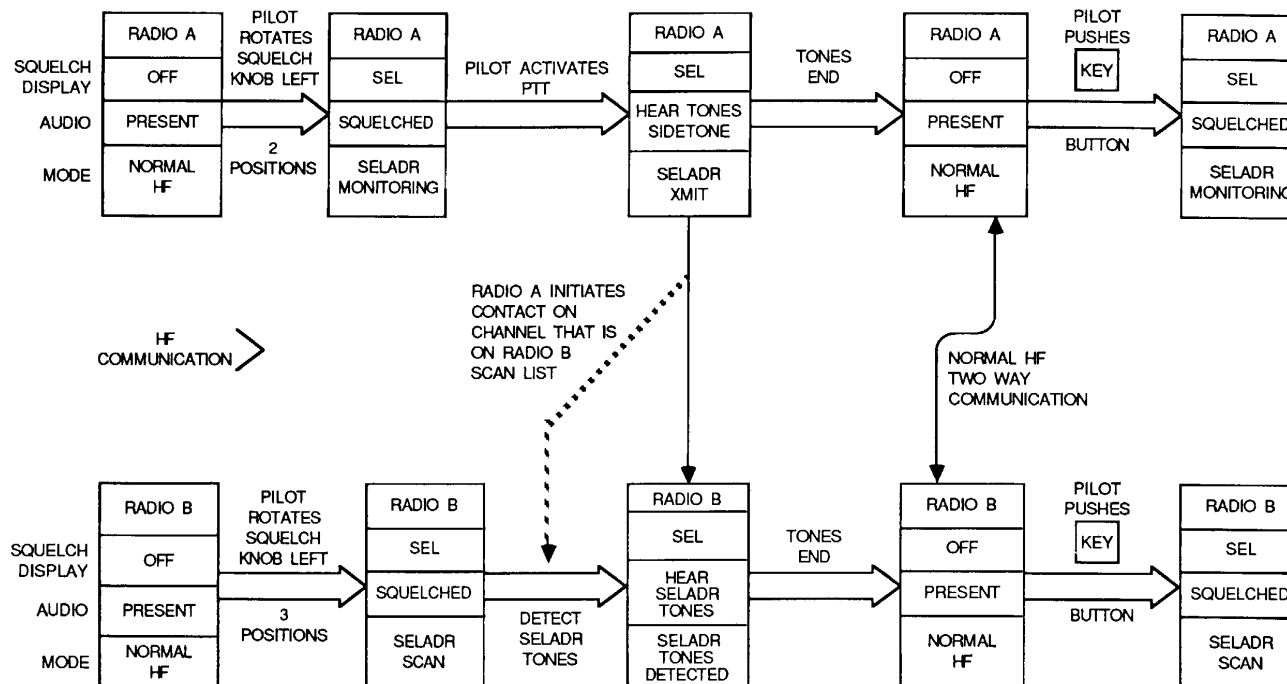 RADIO A
OFF
PRESENT
NORMAL
HF
SQUELCH
DISPLAY
AUDIO
MODE
PILOT
ROTATES
SQUELCH
KNOB LEFT
2
POSITIONS
RADIO A
SEL
SQUELCHED
SELADR
MONITORING
PILOT ACTIVATES
PTT
RADIO A
SEL
HEAR TONES
SIDETONE
SELADR
XMIT
TONES
END
RADIO A
OFF
PRESENT
NORMAL
HF
PILOT
PUSHES
KEY
BUTTON
RADIO A
SEL
SQUELCHED
SELADR
MONITORING
HF
COMMUNICATION
RADIO A INITIATES
CONTACT ON
CHANNEL THAT IS
ON RADIO B
SCAN LIST
NORMAL HF
TWO WAY
COMMUNICATION
RADIO B
OFF
PRESENT
NORMAL
HF
SQUELCH
DISPLAY
AUDIO
MODE
PILOT
ROTATES
SQUELCH
KNOB LEFT
3
POSITIONS
RADIO B
SEL
SQUELCHED
SELADR
SCAN
DETECT
SELADR
TONES
RADIO B
SEL
HEAR
SELADR
TONES
SELADR
TONES
DETECTED
TONES
END
RADIO B
OFF
PRESENT
NORMAL
HF
PILOT
PUSHES
KEY
BUTTON
RADIO B
SEL
SQUELCHED
SELADR
SCAN